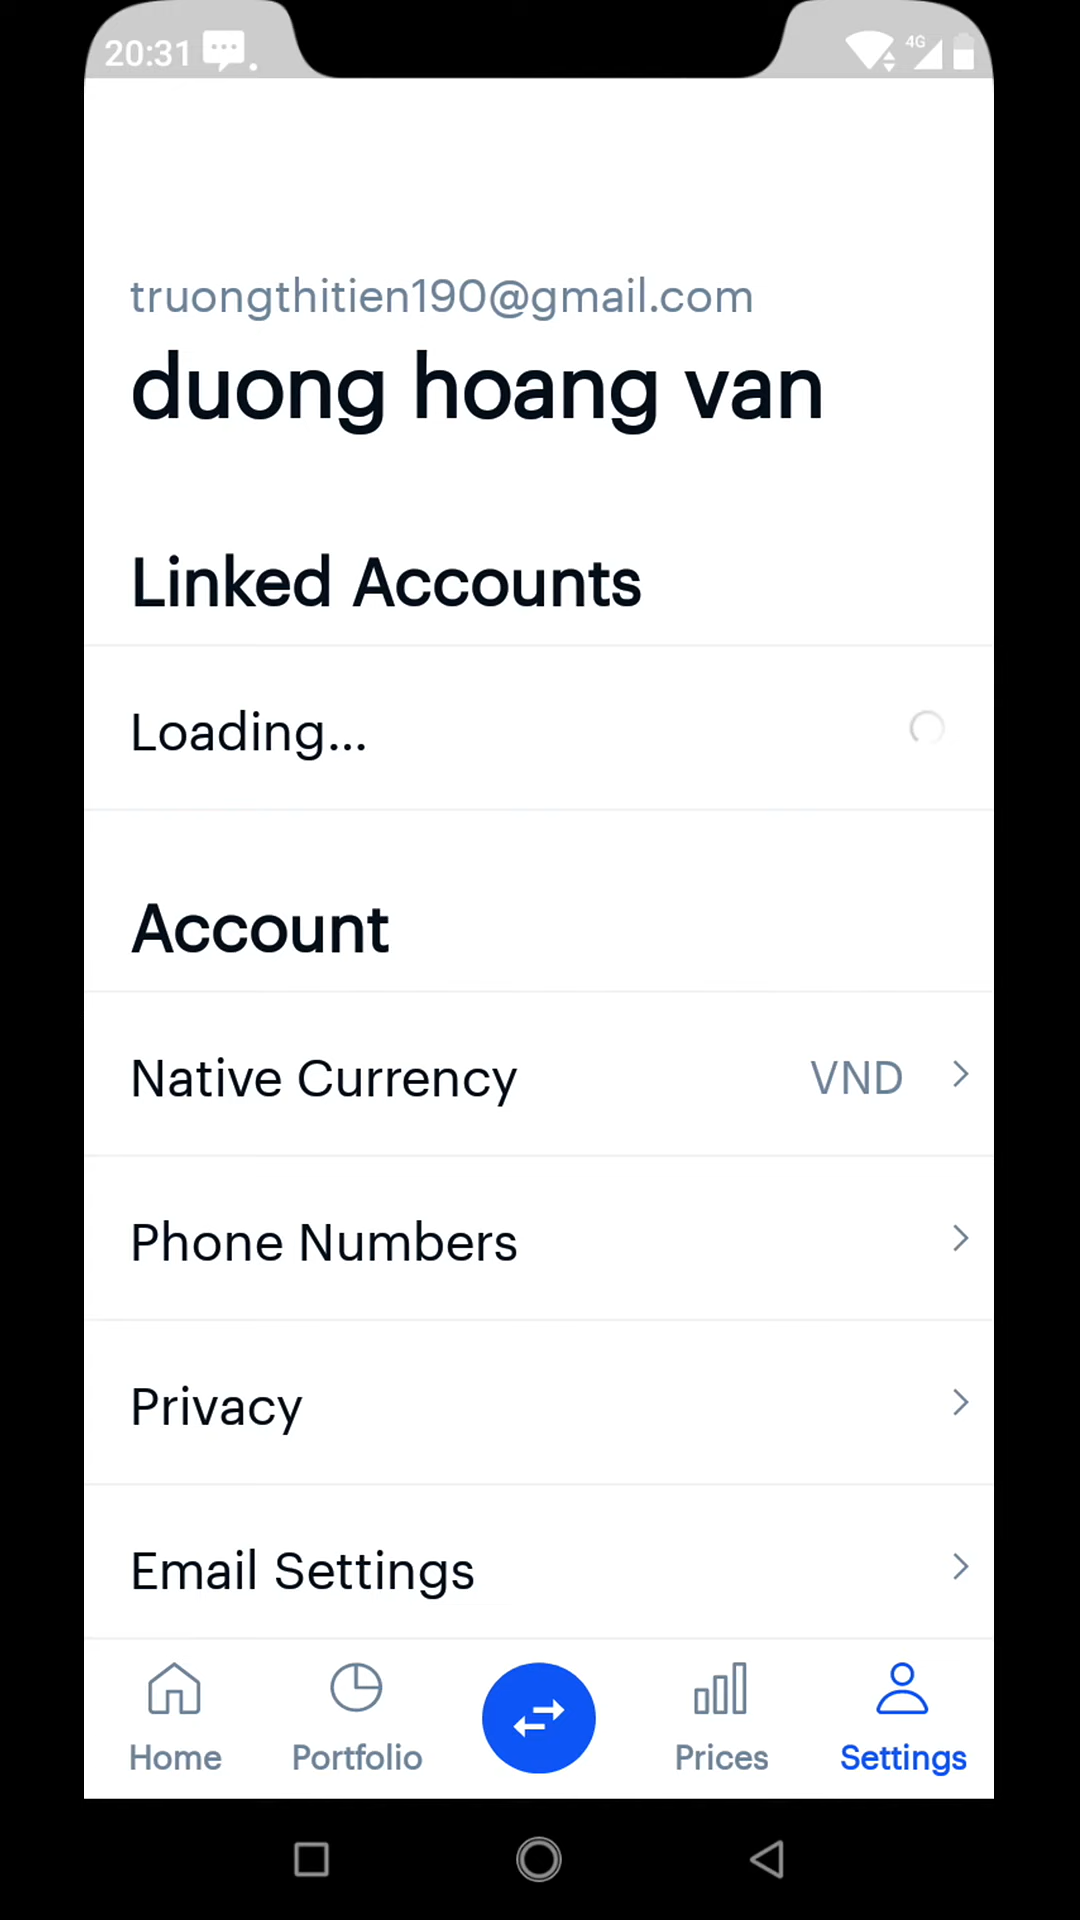 20:31
4G
truongthitien190@gmail.com
duong hoang van
Linked Accounts
Loading...
Account
Native Currency VND
Phone Numbers
Privacy
Email Settings
Home Portfolio Prices Settings